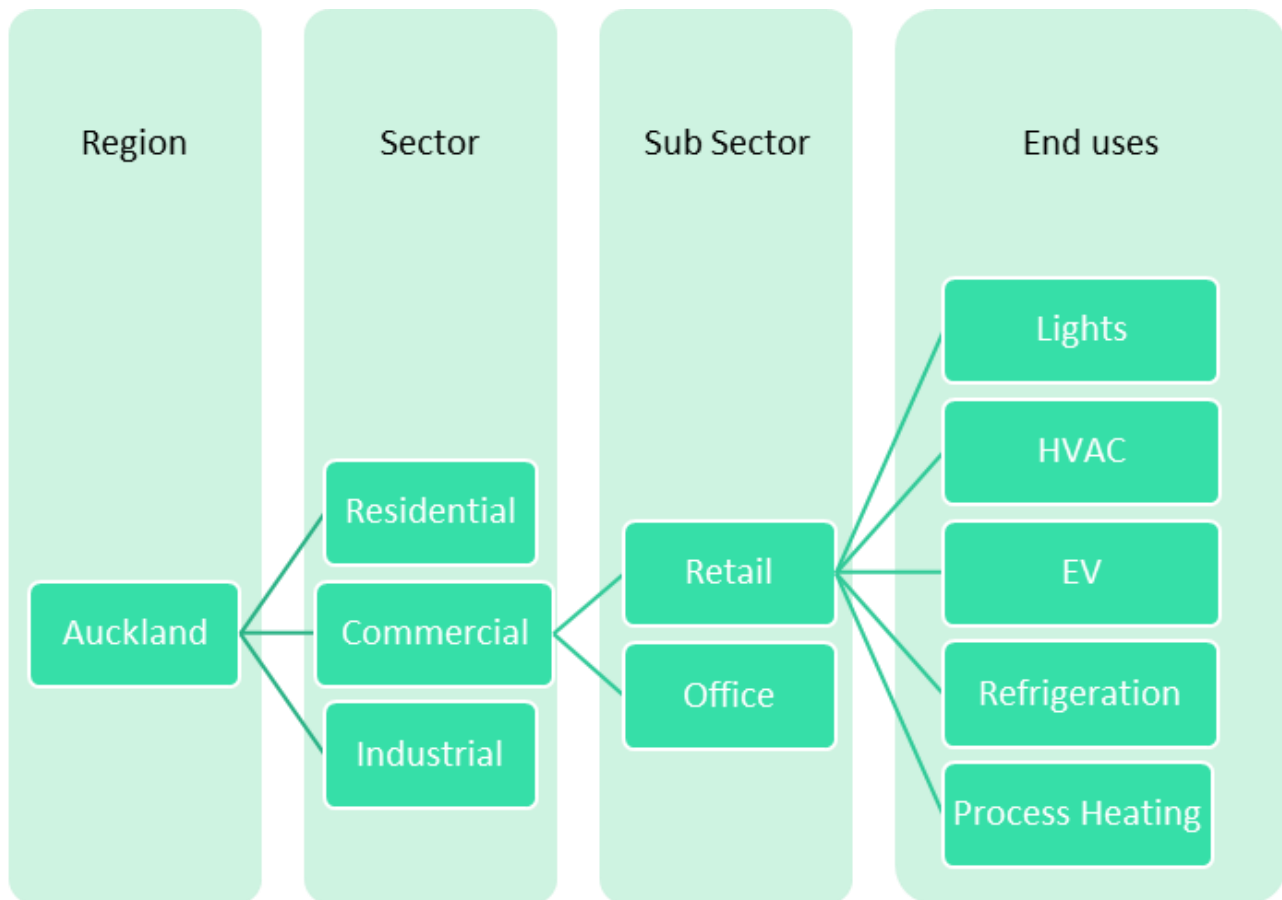 Region
Sector
Sub Sector
End uses
Auckland
Residential
Commercial
Industrial
Retail
Office
Lights
HVAC
EV
Refrigeration
Process Heating